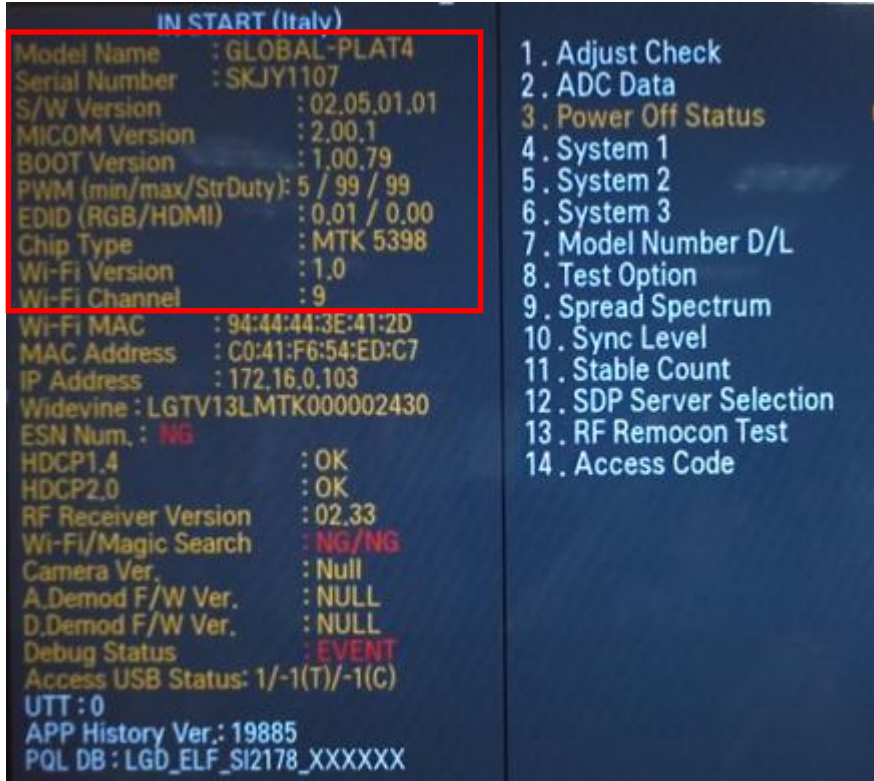 IN START (Italy)
Model Name : GLOBAL-PLAT4
Serial Number : SKJY1107
S/W Version : 02.05.01.01
MICOM Version : 2.00.1
BOOT Version : 1.00.79
PWM (min/max/StrDuty): 5 / 99 / 99
EDID (RGB/HDMI) : 0.01 / 0.00
Chip Type : MTK 5398
Wi-Fi Version : 1.0
Wi-Fi Channel : 9
Wi-Fi MAC : 94:44:44:3E:41:2D
MAC Address : C0:41:F6:54:ED:C7
IP Address : 172.16.0.103
Widevine : LGTV13LMTK000002430
ESN Num. : NG
HDCP1.4 : OK
HDCP2.0 : OK
RF Receiver Version : 02.33
Wi-Fi/Magic Search : NG/NG
Camera Ver. : Null
A.Demod F/W Ver. : NULL
D.Demod F/W Ver. : NULL
Debug Status : EVENT
Access USB Status: 1/-1(T)/-1(C)
UTT : 0
APP History Ver.: 19885
PQL DB : LGD_ELF_SI2178_XXXXXX
1 . Adjust Check
2 . ADC Data
3 . Power Off Status
4 . System 1
5 . System 2
6 . System 3
7 . Model Number D/L
8 . Test Option
9 . Spread Spectrum
10 . Sync Level
11 . Stable Count
12 . SDP Server Selection
13 . RF Remocon Test
14 . Access Code